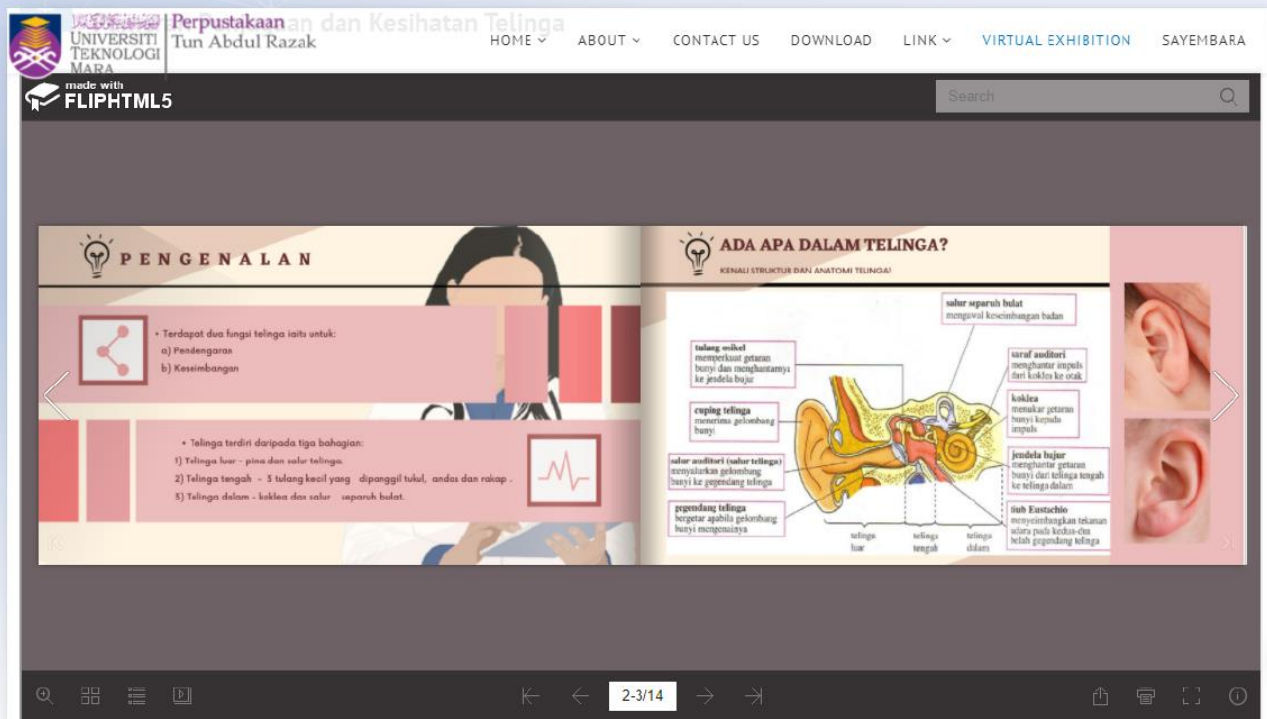 Perpustakaan
Tun Abdul Razak
UNIVERSITI
TEKNOLOGI
MARA
an dan Kesihatan Telinga
HOME
ABOUT
CONTACT US
DOWNLOAD
LINK
VIRTUAL EXHIBITION
SAYEMBARA
made with
FLIPHTML5
Search
PENGENALAN
• Terdapat dua fungsi telinga iaitu untuk:
a) Pendengaran
b) Keseimbangan
• Telinga terdiri daripada tiga bahagian:
1) Telinga luar - pina dan salur telinga.
2) Telinga tengah - 3 tulang kecil yang dipanggil tukul, andas dan rakap .
3) Telinga dalam - koklea dan salur separuh bulat.
ADA APA DALAM TELINGA?
KENALI STRUKTUR DAN ANATOMI TELINGA!
salur separuh bulat
mengawal keseimbangan badan
tulang osikel
memperkuat getaran
bunyi dan menghantarnya
ke jendela bujur
saraf auditori
menghantar impuls
dari koklea ke otak
cuping telinga
menerima gelombang
bunyi
koklea
menukar getaran
bunyi kepada
impuls
salur auditori (salur telinga)
menyalurkan gelombang
bunyi ke gegendang telinga
jendela bujur
menghantar getaran
bunyi dari telinga tengah
ke telinga dalam
gegendang telinga
bergetar apabila gelombang
bunyi mengenainya
tiub Eustachio
menyeimbangkan tekanan
udara pada kedua-dua
belah gegendang telinga
telinga
luar
telinga
tengah
telinga
dalam
2-3/14